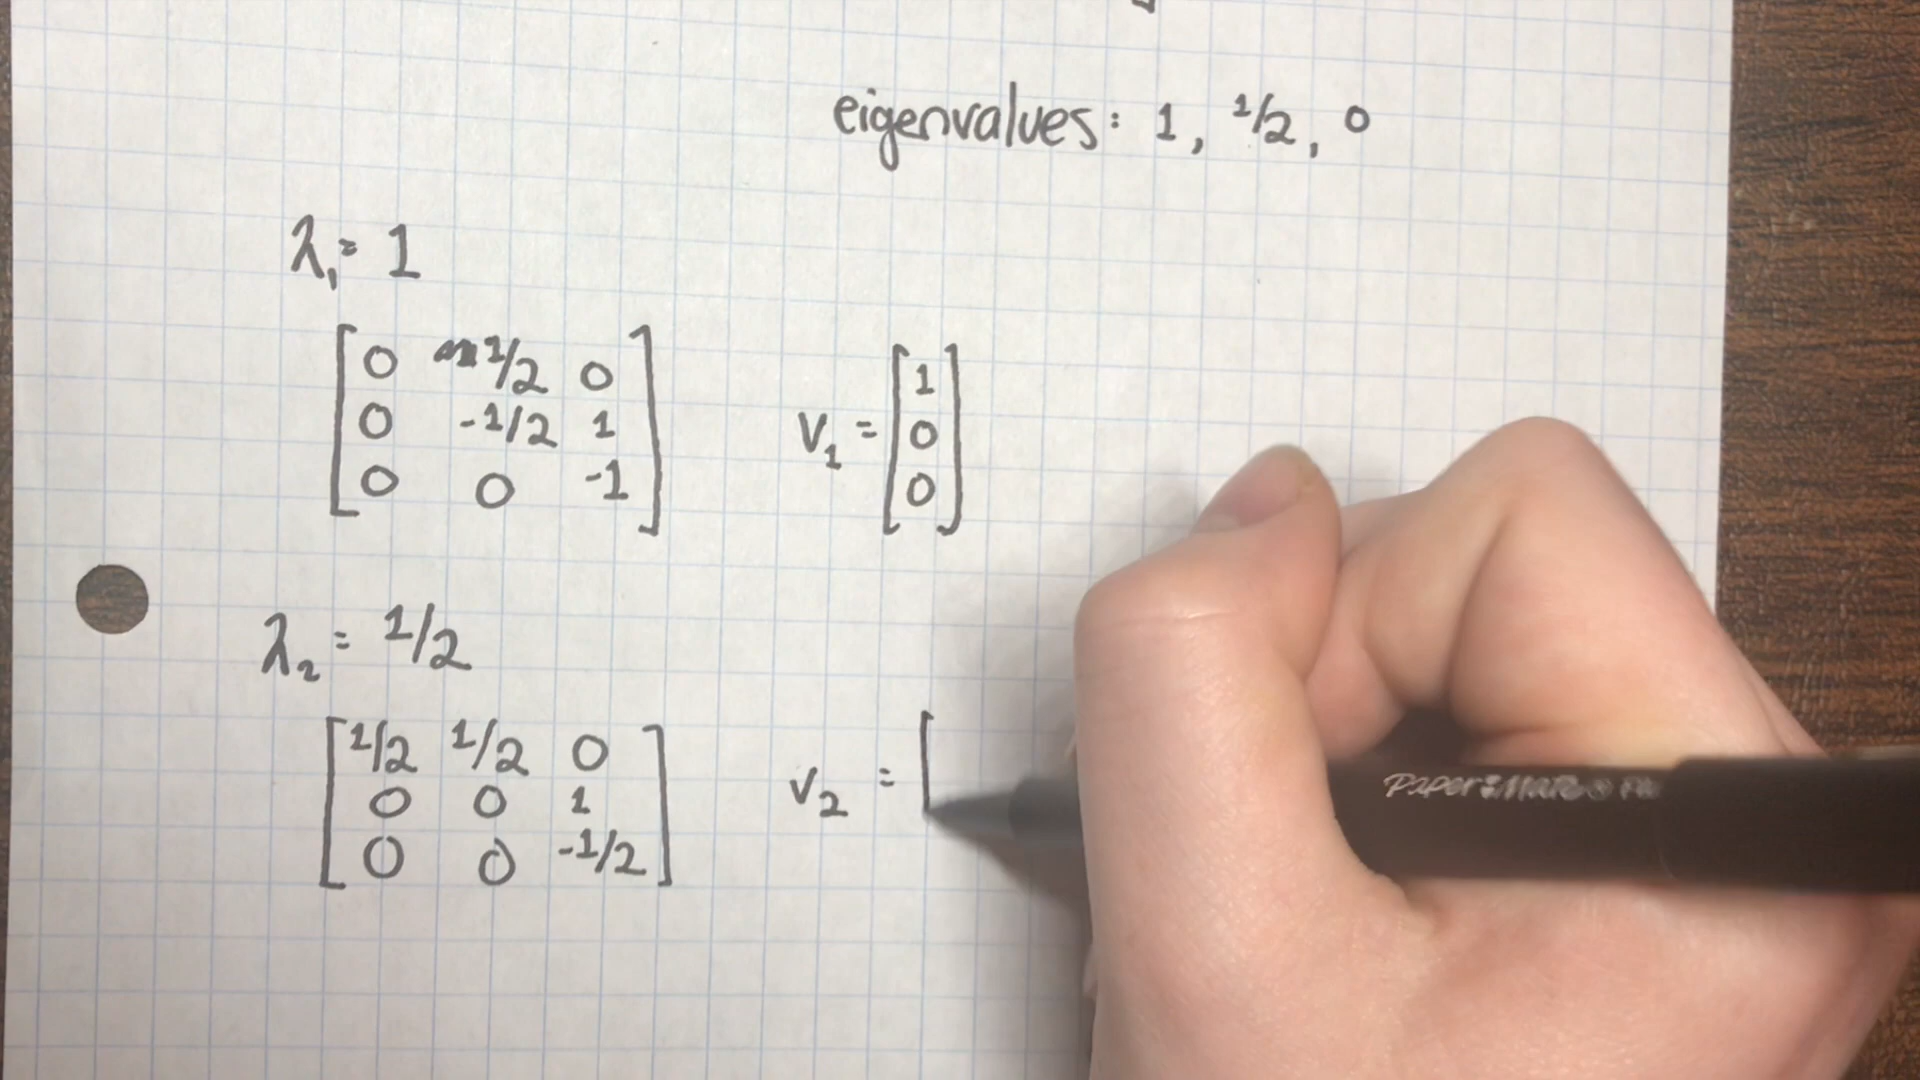 eigenvalues: 1, 1/2, 0
λ₁ = 1
0 1/2 0
0 -1/2 1
0 0 -1
V₁ =
1
0
0
λ₂ = 1/2
1/2 1/2 0
0 0 1
0 0 -1/2
V₂ = [
Paper:Mate